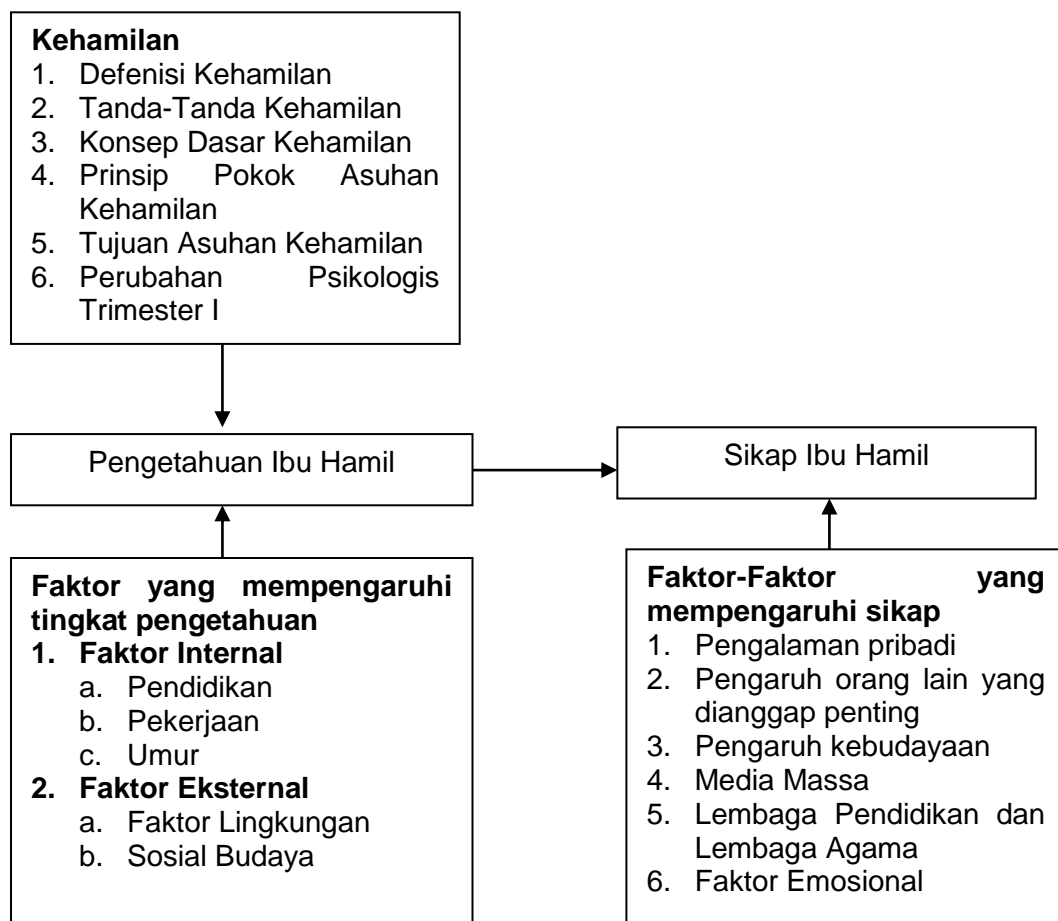 Kehamilan
1. Defenisi Kehamilan
2. Tanda-Tanda Kehamilan
3. Konsep Dasar Kehamilan
4. Prinsip Pokok Asuhan
Kehamilan
5. Tujuan Asuhan Kehamilan
6. Perubahan Psikologis
Trimester I
Pengetahuan Ibu Hamil
Sikap Ibu Hamil
Faktor yang mempengaruhi
tingkat pengetahuan
1. Faktor Internal
a. Pendidikan
b. Pekerjaan
c. Umur
2. Faktor Eksternal
a. Faktor Lingkungan
b. Sosial Budaya
Faktor-Faktor yang
mempengaruhi sikap
1. Pengalaman pribadi
2. Pengaruh orang lain yang
dianggap penting
3. Pengaruh kebudayaan
4. Media Massa
5. Lembaga Pendidikan dan
Lembaga Agama
6. Faktor Emosional